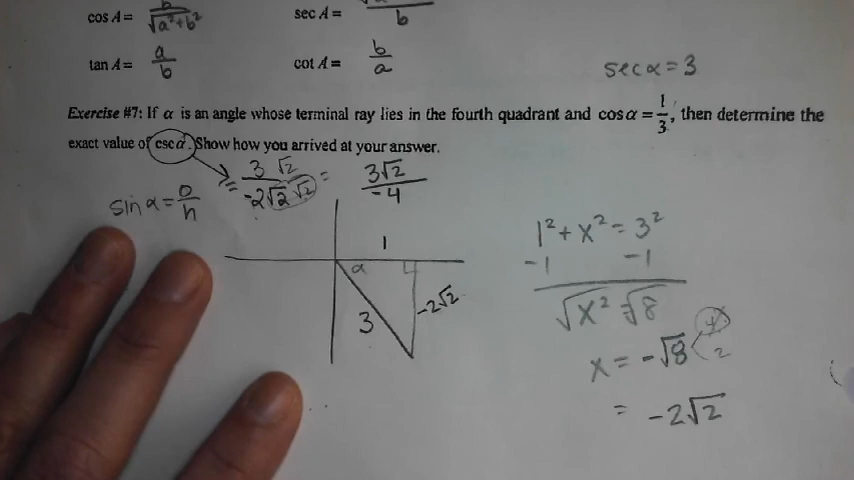 cos A = b/√a²+b² sec A = /b
tan A = a/b cot A = b/a
secα = 3
Exercise #7: If α is an angle whose terminal ray lies in the fourth quadrant and cos α = 1/3, then determine the
exact value of csc α. Show how you arrived at your answer.
= 3 √2/-2√2 √2 = 3√2/-4
sin α = o/h
1
α
3
-2√2
1² + x² = 3²
-1 -1
√x² = √8
x = -√8 4 2
= -2√2